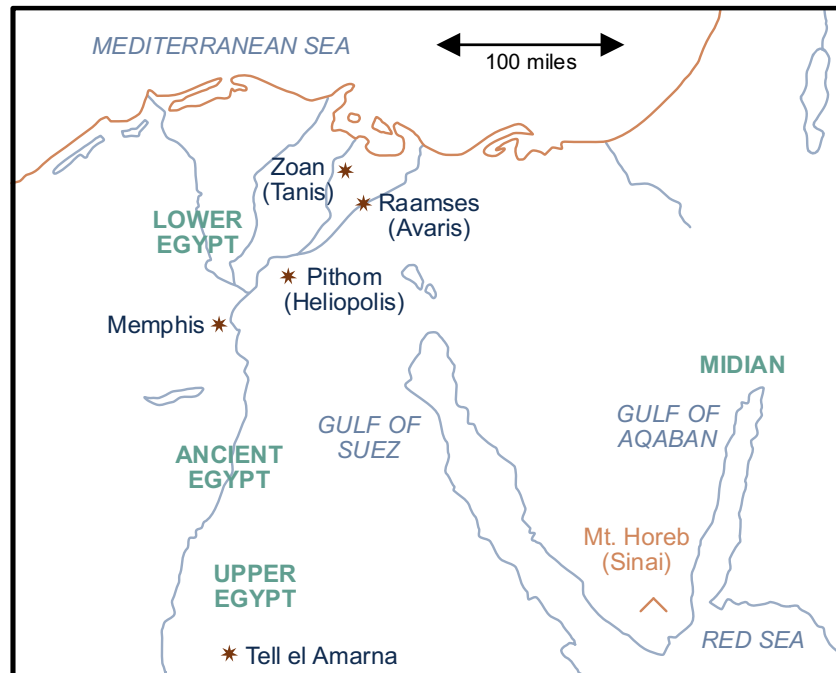 MEDITERRANEAN SEA
100 miles
Zoan
(Tanis)
Raamses
(Avaris)
LOWER
EGYPT
Pithom
(Heliopolis)
Memphis
MIDIAN
GULF OF
SUEZ
GULF OF
AQABAN
ANCIENT
EGYPT
Mt. Horeb
(Sinai)
UPPER
EGYPT
RED SEA
Tell el Amarna